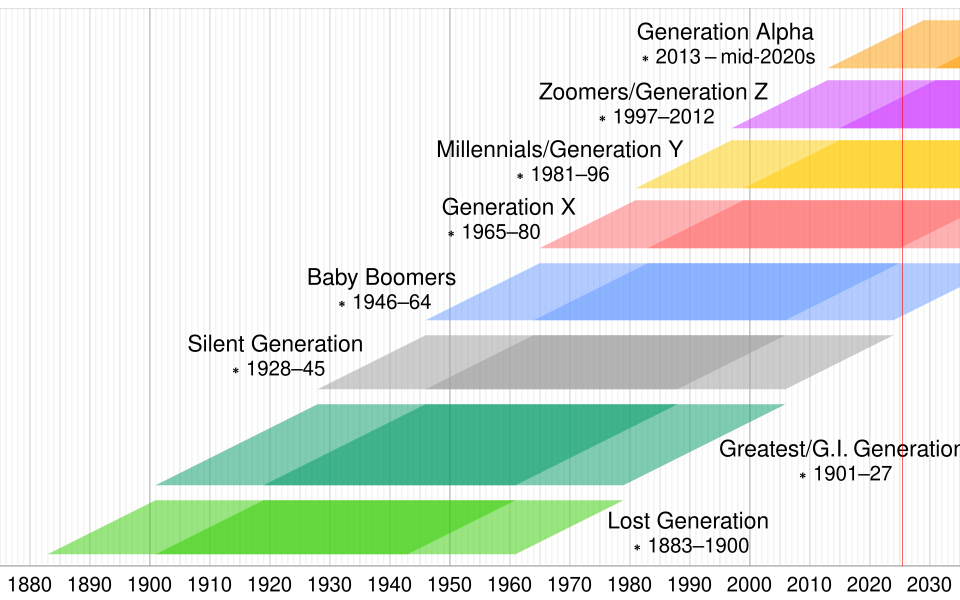 Generation Alpha
* 2013 – mid-2020s
Zoomers/Generation Z
* 1997–2012
Millennials/Generation Y
* 1981–96
Generation X
* 1965–80
Baby Boomers
* 1946–64
Silent Generation
* 1928–45
Greatest/G.I. Generation
* 1901–27
Lost Generation
* 1883–1900
1880 1890 1900 1910 1920 1930 1940 1950 1960 1970 1980 1990 2000 2010 2020 2030